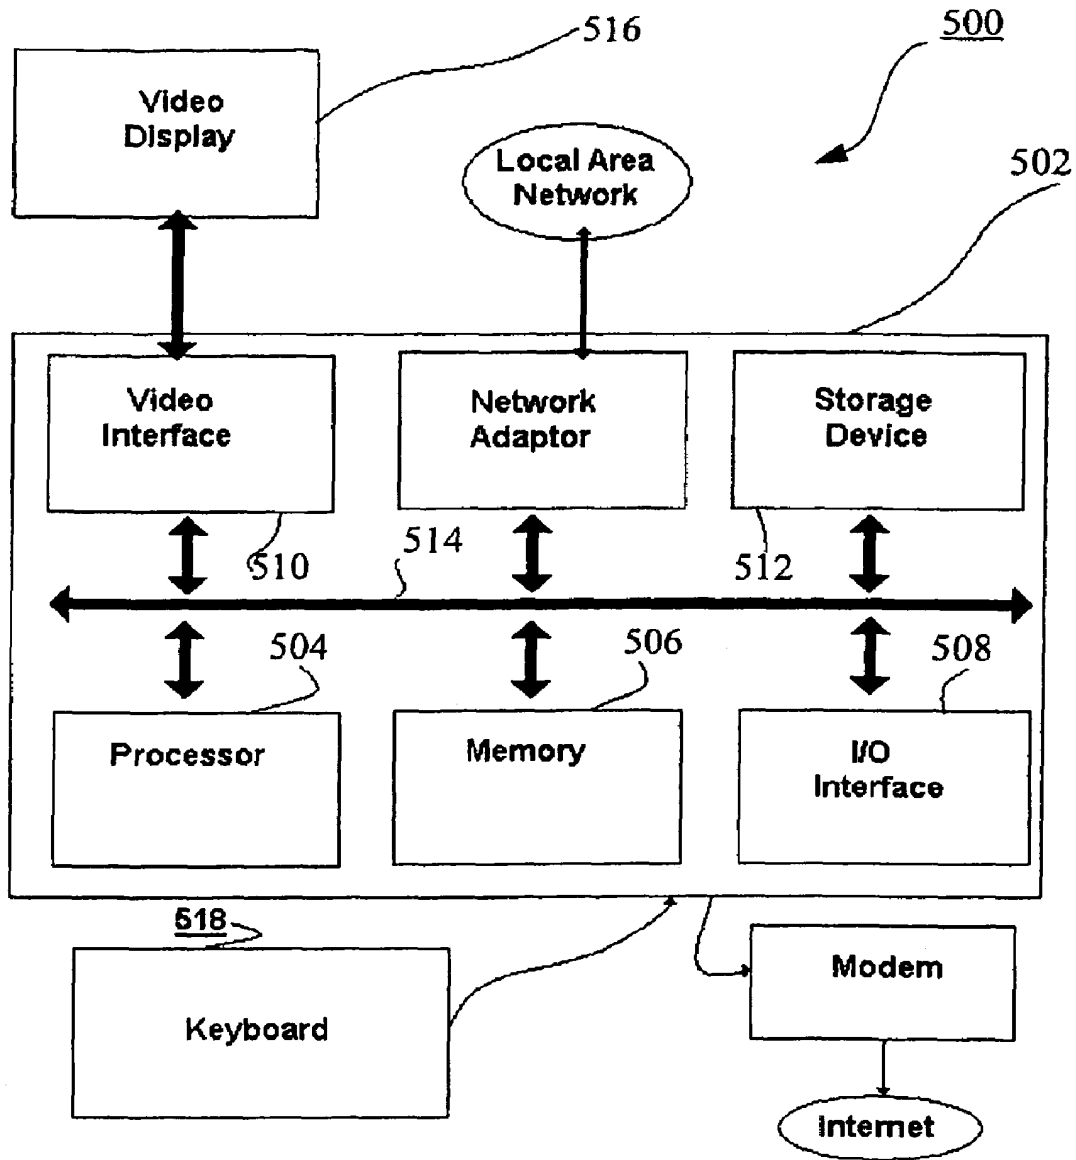 516
500
Video
Display
Local Area
Network
502
Video
Interface
Network
Adaptor
Storage
Device
510
514
512
504
506
508
Processor
Memory
I/O
Interface
518
Keyboard
Modem
Internet